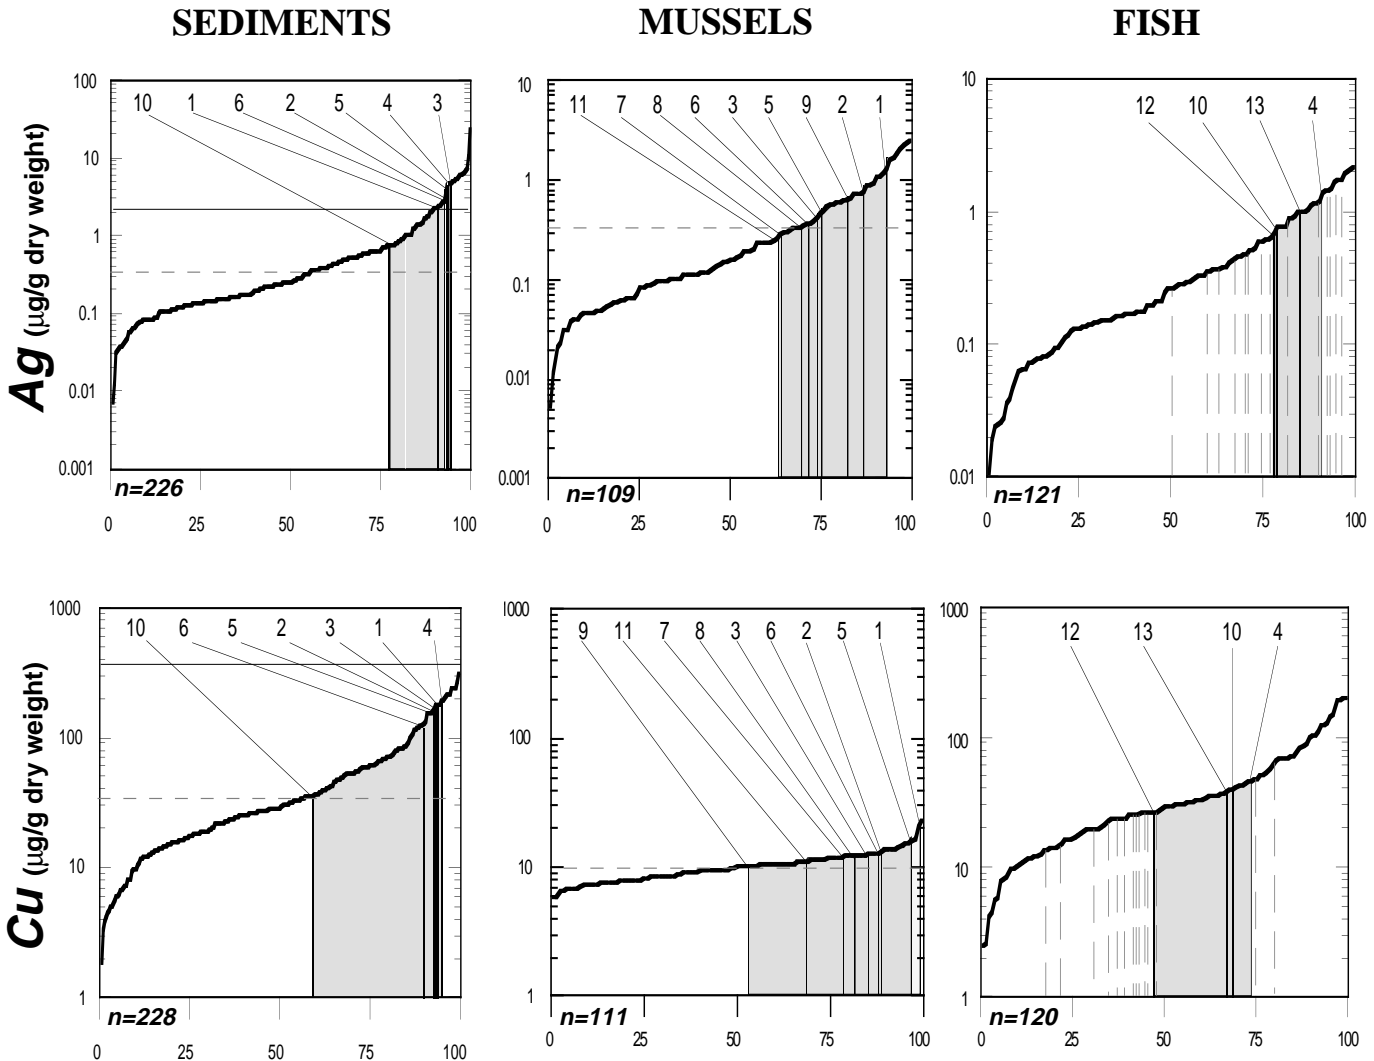 SEDIMENTS MUSSELS FISH
Ag (µg/g dry weight)
100
10
1
0.1
0.01
0.001
10 1 6 2 5 4 3
n=226
0 25 50 75 100
10
1
0.1
0.01
0.001
11 7 8 6 3 5 9 2 1
n=109
0 25 50 75 100
10
1
0.1
0.01
12 10 13 4
n=121
0 25 50 75 100
Cu (µg/g dry weight)
1000
100
10
1
10 6 5 2 3 1 4
n=228
0 25 50 75 100
1000
100
10
1
9 11 7 8 3 6 2 5 1
n=111
0 25 50 75 100
1000
100
10
1
12 13 10 4
n=120
0 25 50 75 100